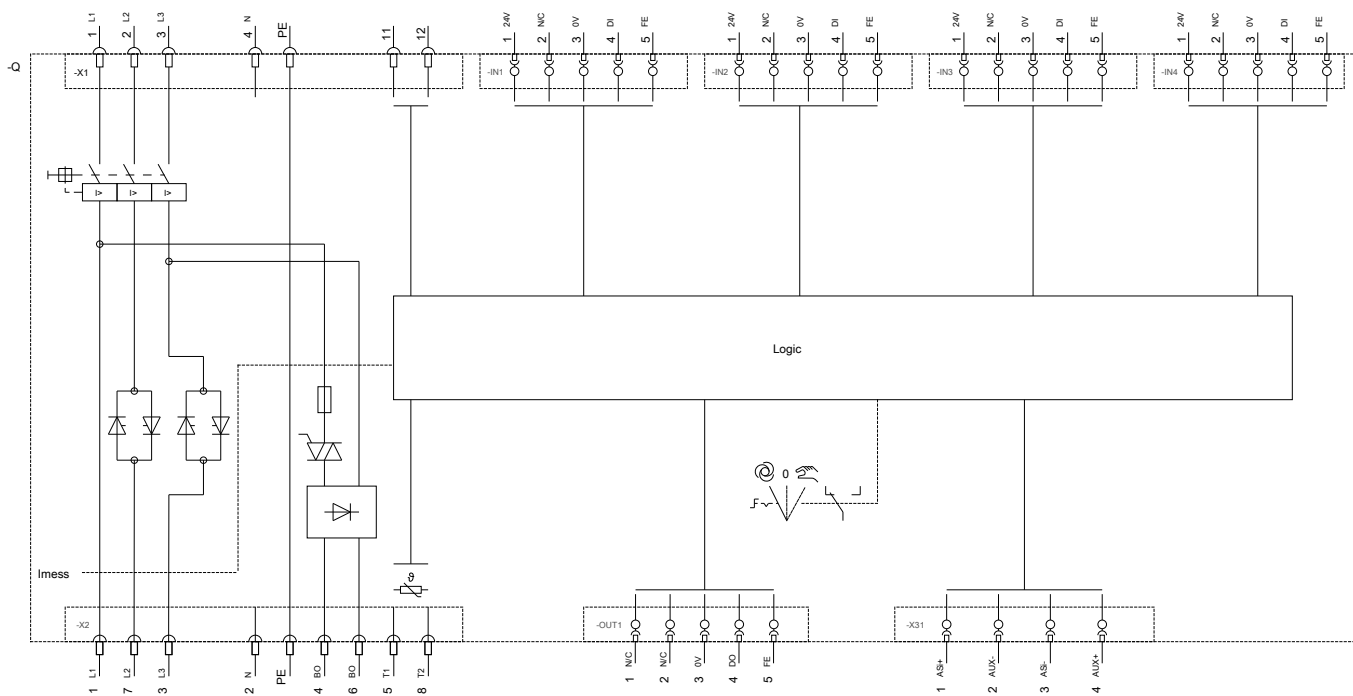 1 L1
2 L2
3 L3
4 N
PE
11
12
1 24V
2 N/C
3 0V
4 DI
5 FE
1 24V
2 N/C
3 0V
4 DI
5 FE
1 24V
2 N/C
3 0V
4 DI
5 FE
1 24V
2 N/C
3 0V
4 DI
5 FE
-Q
-X1
-IN1
-IN2
-IN3
-IN4
I>
I>
I>
Logic
0
Imess
ϑ
-X2
-OUT1
-X31
1 L1
7 L2
3 L3
2 N
PE
4 BO
6 BO
5 T1
8 T2
1 N/C
2 N/C
3 0V
4 DO
5 FE
1 ASi+
2 AUX-
3 ASi-
4 AUX+